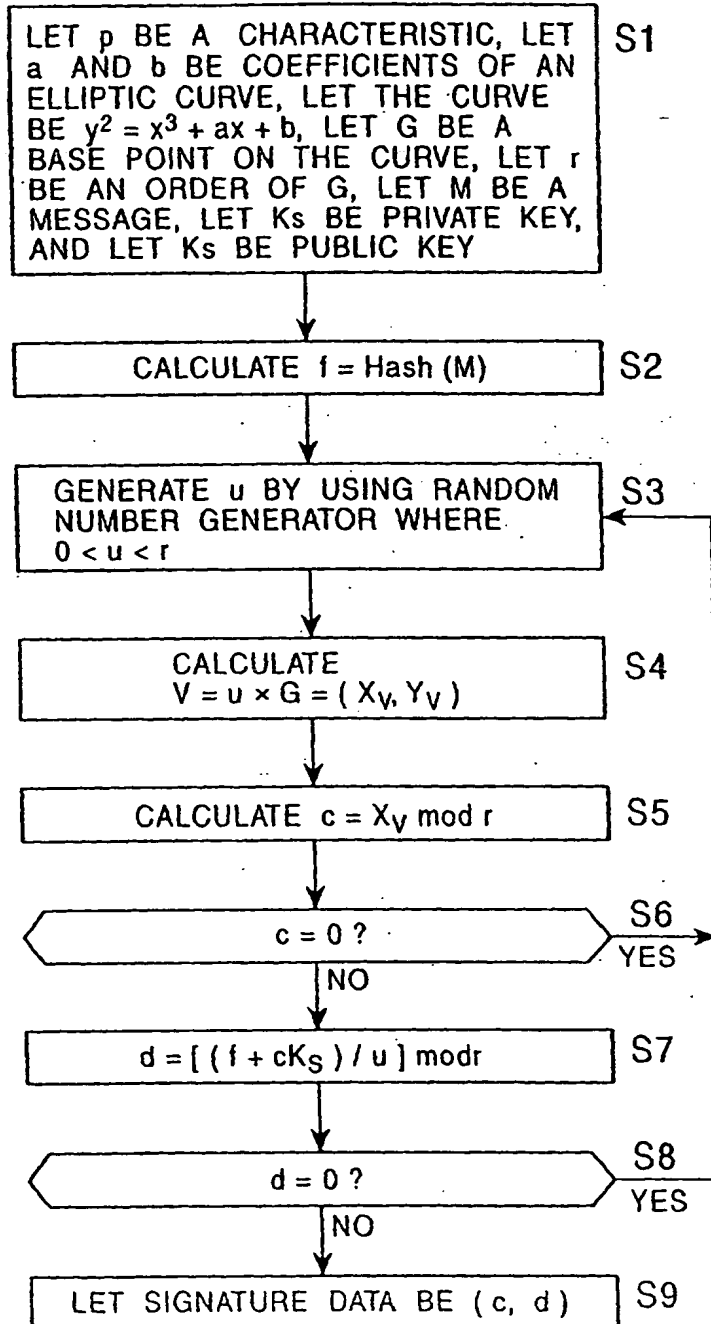 LET p BE A CHARACTERISTIC, LET
a AND b BE COEFFICIENTS OF AN
ELLIPTIC CURVE, LET THE CURVE
BE y² = x³ + ax + b, LET G BE A
BASE POINT ON THE CURVE, LET r
BE AN ORDER OF G, LET M BE A
MESSAGE, LET Ks BE PRIVATE KEY,
AND LET Ks BE PUBLIC KEY
S1
CALCULATE f = Hash (M)
S2
GENERATE u BY USING RANDOM
NUMBER GENERATOR WHERE
0 < u < r
S3
CALCULATE
V = u × G = ( XV, YV )
S4
CALCULATE c = XV mod r
S5
c = 0 ?
S6
YES
NO
d = [ ( f + cKS ) / u ] modr
S7
d = 0 ?
S8
YES
NO
LET SIGNATURE DATA BE ( c, d )
S9